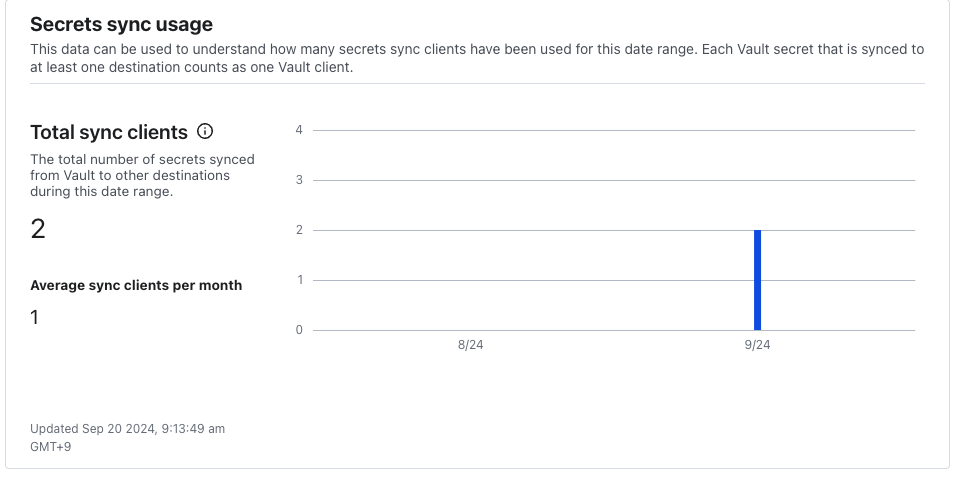 Secrets sync usage
This data can be used to understand how many secrets sync clients have been used for this date range. Each Vault secret that is synced to
at least one destination counts as one Vault client.
Total sync clients
The total number of secrets synced
from Vault to other destinations
during this date range.
2
Average sync clients per month
1
4
3
2
1
0
8/24
9/24
Updated Sep 20 2024, 9:13:49 am
GMT+9